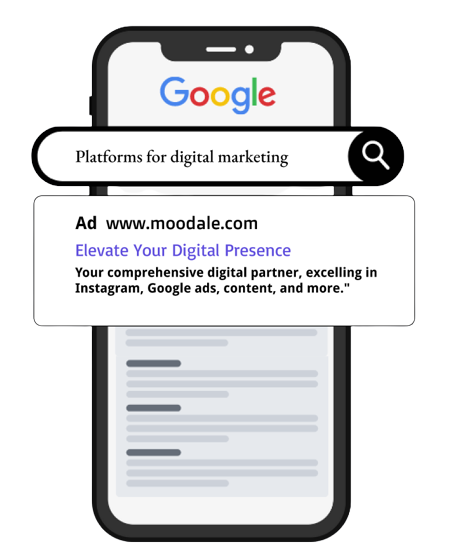 Google
Platforms for digital marketing
Ad www.moodale.com
Elevate Your Digital Presence
Your comprehensive digital partner, excelling in
Instagram, Google ads, content, and more."